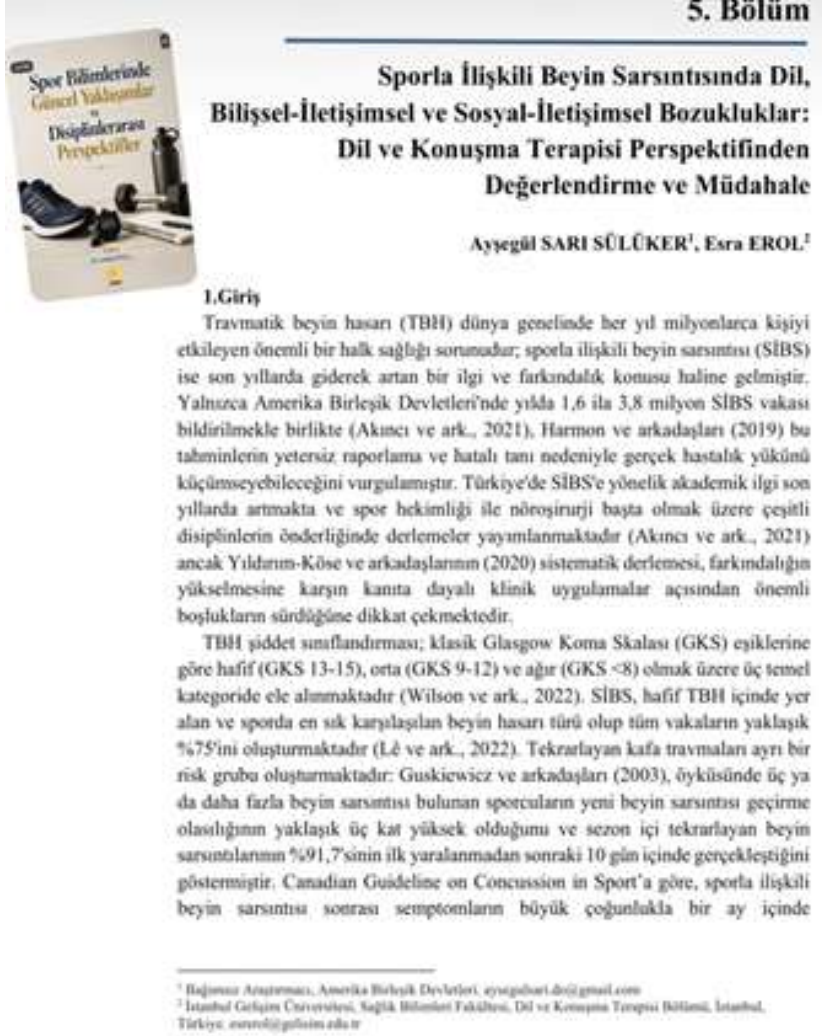 5. Bölüm
Spor Bilimlerinde
Güncel Yaklaşımlar
ve
Disiplinlerarası
Perspektifler
Sporla İlişkili Beyin Sarsıntısında Dil,
Bilişsel-İletişimsel ve Sosyal-İletişimsel Bozukluklar:
Dil ve Konuşma Terapisi Perspektifinden
Değerlendirme ve Müdahale
Ayşegül SARI SÜLÜKER¹, Esra EROL²
1.Giriş
Travmatik beyin hasarı (TBH) dünya genelinde her yıl milyonlarca kişiyi
etkileyen önemli bir halk sağlığı sorunudur; sporla ilişkili beyin sarsıntısı (SİBS)
ise son yıllarda giderek artan bir ilgi ve farkındalık konusu haline gelmiştir.
Yalnızca Amerika Birleşik Devletleri'nde yılda 1,6 ila 3,8 milyon SİBS vakası
bildirilmekle birlikte (Akıncı ve ark., 2021), Harmon ve arkadaşları (2019) bu
tahminlerin yetersiz raporlama ve hatalı tanı nedeniyle gerçek hastalık yükünü
küçümseyebileceğini vurgulamıştır. Türkiye'de SİBS'e yönelik akademik ilgi son
yıllarda artmakta ve spor hekimliği ile nöroşirurji başta olmak üzere çeşitli
disiplinlerin önderliğinde derlemeler yayımlanmaktadır (Akıncı ve ark., 2021)
ancak Yıldırım-Köse ve arkadaşlarının (2020) sistematik derlemesi, farkındalığın
yükselmesine karşın kanıta dayalı klinik uygulamalar açısından önemli
boşlukların sürdüğüne dikkat çekmektedir.
TBH şiddet sınıflandırması; klasik Glasgow Koma Skalası (GKS) eşiklerine
göre hafif (GKS 13-15), orta (GKS 9-12) ve ağır (GKS <8) olmak üzere üç temel
kategoride ele alınmaktadır (Wilson ve ark., 2022). SİBS, hafif TBH içinde yer
alan ve sporda en sık karşılaşılan beyin hasarı türü olup tüm vakaların yaklaşık
%75'ini oluşturmaktadır (Lê ve ark., 2022). Tekrarlayan kafa travmaları ayrı bir
risk grubu oluşturmaktadır: Guskiewicz ve arkadaşları (2003), öyküsünde üç ya
da daha fazla beyin sarsıntısı bulunan sporcuların yeni beyin sarsıntısı geçirme
olasılığının yaklaşık üç kat yüksek olduğunu ve sezon içi tekrarlayan beyin
sarsıntılarının %91,7'sinin ilk yaralanmadan sonraki 10 gün içinde gerçekleştiğini
göstermiştir. Canadian Guideline on Concussion in Sport'a göre, sporla ilişkili
beyin sarsıntısı sonrası semptomların büyük çoğunlukla bir ay içinde
¹ Bağımsız Araştırmacı, Amerika Birleşik Devletleri, aysegulsari.dc@gmail.com
² İstanbul Gelişim Üniversitesi, Sağlık Bilimleri Fakültesi, Dil ve Konuşma Terapisi Bölümü, İstanbul,
Türkiye. esrerol@gelisim.edu.tr